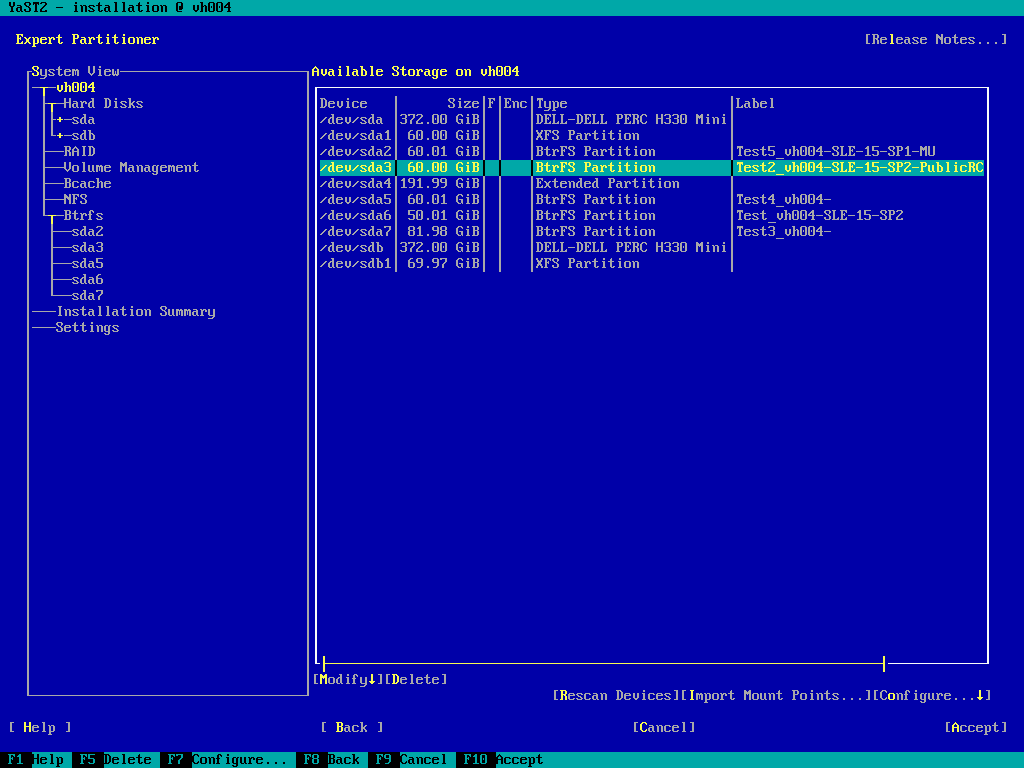 YaST2 - installation @ vh004
Expert Partitioner [Release Notes...]
System View Available Storage on vh004
vh004
Hard Disks Device Size F Enc Type Label
sda /dev/sda 372.00 GiB DELL-DELL PERC H330 Mini
sdb /dev/sda1 60.00 GiB XFS Partition
RAID /dev/sda2 60.01 GiB BtrFS Partition Test5_vh004-SLE-15-SP1-MU
Volume Management /dev/sda3 60.00 GiB BtrFS Partition Test2_vh004-SLE-15-SP2-PublicRC
Bcache /dev/sda4 191.99 GiB Extended Partition
NFS /dev/sda5 60.01 GiB BtrFS Partition Test4_vh004-
Btrfs /dev/sda6 50.01 GiB BtrFS Partition Test_vh004-SLE-15-SP2
sda2 /dev/sda7 81.98 GiB BtrFS Partition Test3_vh004-
sda3 /dev/sdb 372.00 GiB DELL-DELL PERC H330 Mini
sda5 /dev/sdb1 69.97 GiB XFS Partition
sda6
sda7
Installation Summary
Settings
[Modify↓][Delete]
[Rescan Devices][Import Mount Points...][Configure...↓]
[ Help ] [ Back ] [Cancel] [Accept]
F1 Help F5 Delete F7 Configure... F8 Back F9 Cancel F10 Accept